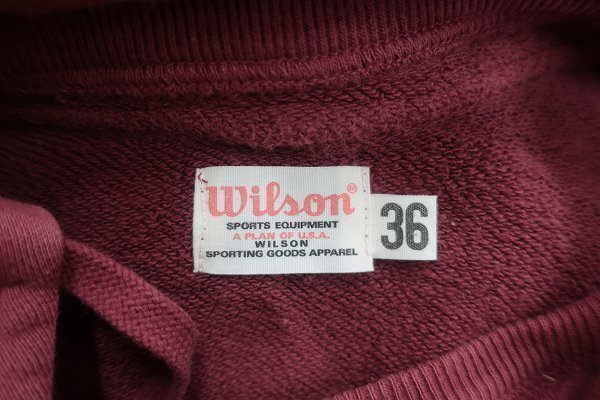 Wilson®
SPORTS EQUIPMENT
A PLAN OF U.S.A.
WILSON
SPORTING GOODS APPAREL
36